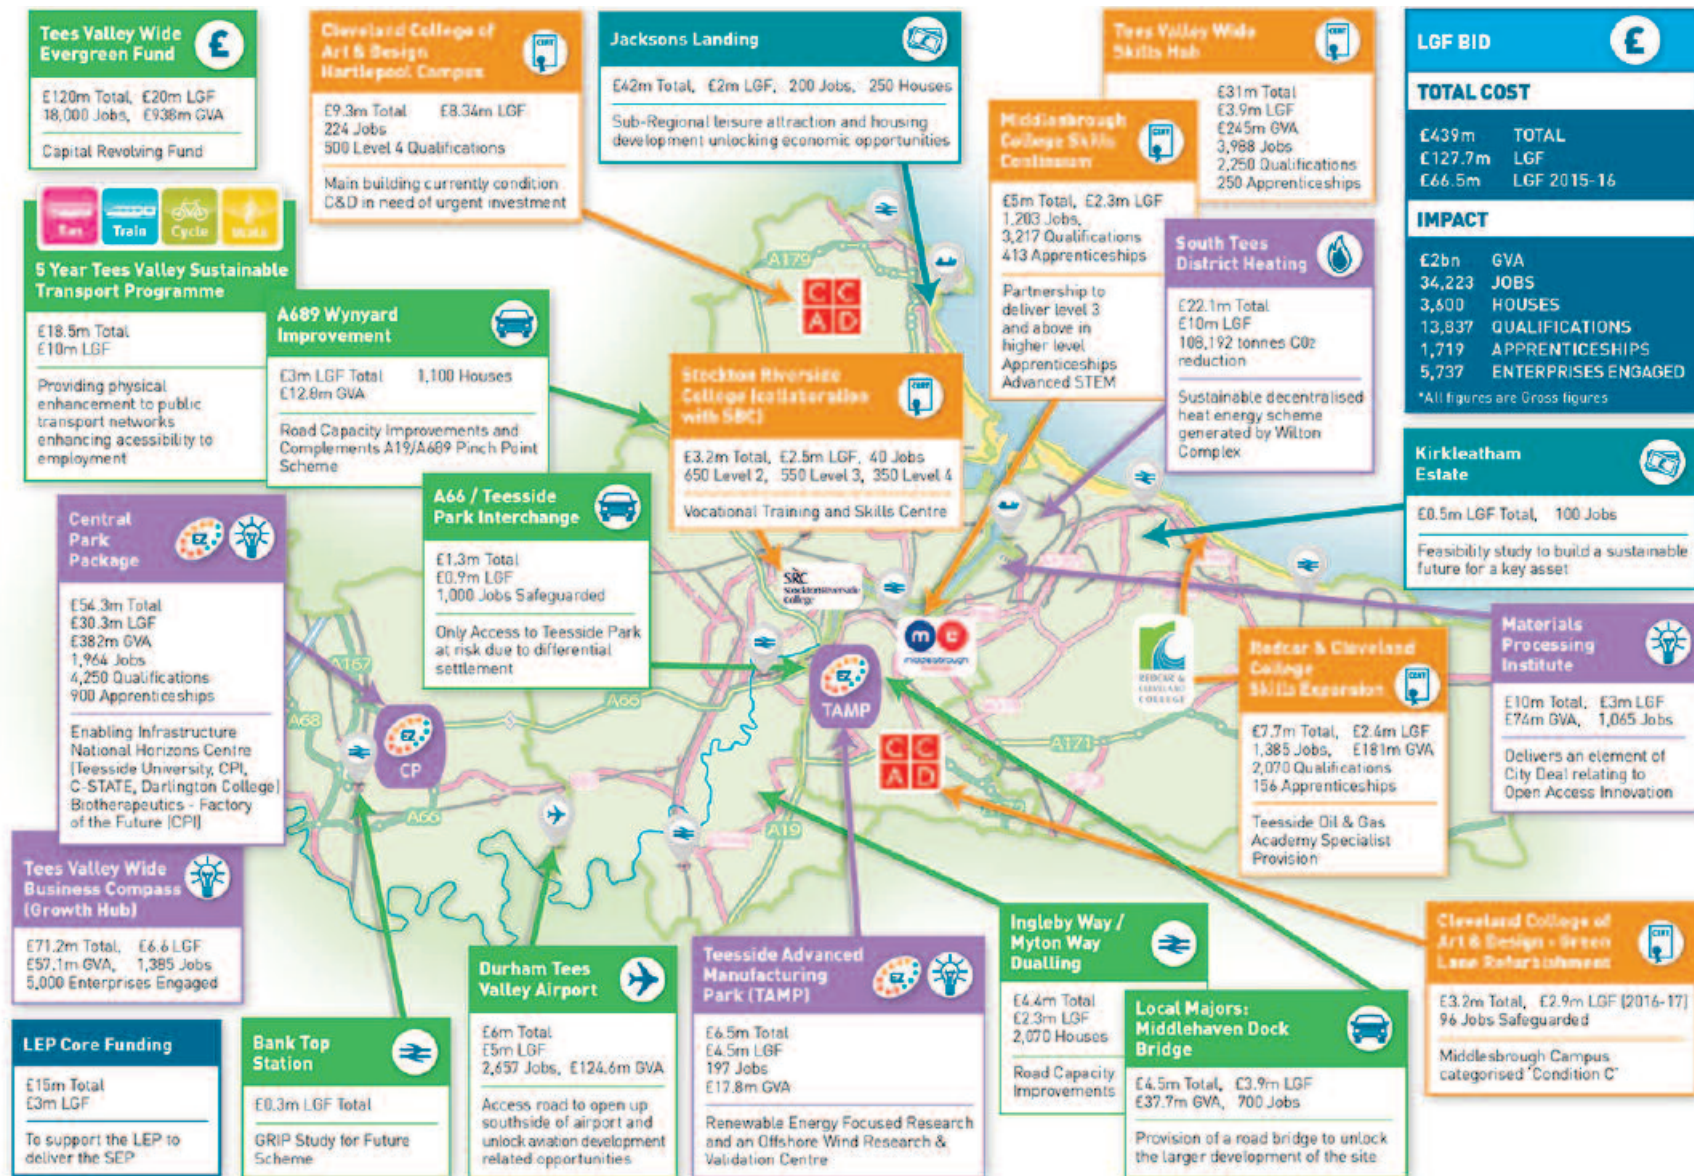 Tees Valley Wide
Evergreen Fund
£
£120m Total, £20m LGF
18,000 Jobs, £938m GVA
Capital Revolving Fund
Cleveland College of
Art & Design
Hartlepool Campus
CERT
£9.3m Total £8.34m LGF
224 Jobs
500 Level 4 Qualifications
Main building currently condition
C&D in need of urgent investment
Jacksons Landing
£42m Total, £2m LGF, 200 Jobs, 250 Houses
Sub-Regional leisure attraction and housing
development unlocking economic opportunities
Tees Valley Wide
Skills Hub
CERT
£31m Total
£3.9m LGF
£245m GVA
3,988 Jobs
2,250 Qualifications
250 Apprenticeships
Middlesbrough
College Skills
Continuum
CERT
£5m Total, £2.3m LGF
1,203 Jobs,
3,217 Qualifications
413 Apprenticeships
Partnership to
deliver level 3
and above in
higher level
Apprenticeships
Advanced STEM
LGF BID
£
TOTAL COST
£439m TOTAL
£127.7m LGF
£66.5m LGF 2015-16
IMPACT
£2bn GVA
34,223 JOBS
3,600 HOUSES
13,837 QUALIFICATIONS
1,719 APPRENTICESHIPS
5,737 ENTERPRISES ENGAGED
*All figures are Gross figures
Bus Train Cycle
5 Year Tees Valley Sustainable
Transport Programme
£18.5m Total
£10m LGF
Providing physical
enhancement to public
transport networks
enhancing acessibility to
employment
A689 Wynyard
Improvement
£3m LGF Total 1,100 Houses
£12.8m GVA
Road Capacity Improvements and
Complements A19/A689 Pinch Point
Scheme
South Tees
District Heating
£22.1m Total
£10m LGF
108,192 tonnes CO2
reduction
Sustainable decentralised
heat energy scheme
generated by Wilton
Complex
Stockton Riverside
College (collaboration
with SBC)
CERT
£3.2m Total, £2.5m LGF, 40 Jobs
650 Level 2, 550 Level 3, 350 Level 4
Vocational Training and Skills Centre
Kirkleatham
Estate
£0.5m LGF Total, 100 Jobs
Feasibility study to build a sustainable
future for a key asset
Central
Park
Package
EZ
£54.3m Total
£30.3m LGF
£382m GVA
1,964 Jobs
4,250 Qualifications
900 Apprenticeships
Enabling Infrastructure
National Horizons Centre
(Teesside University, CPI,
C-STATE, Darlington College)
Biotherapeutics - Factory
of the Future (CPI)
A66 / Teesside
Park Interchange
£1.3m Total
£0.9m LGF
1,000 Jobs Safeguarded
Only Access to Teesside Park
at risk due to differential
settlement
Materials
Processing
Institute
£10m Total, £3m LGF
£74m GVA, 1,065 Jobs
Delivers an element of
City Deal relating to
Open Access Innovation
Redcar & Cleveland
College
Skills Expansion
CERT
£7.7m Total, £2.4m LGF
1,385 Jobs, £181m GVA
2,070 Qualifications
156 Apprenticeships
Teesside Oil & Gas
Academy Specialist
Provision
A179
C C
A D
SRC
Stockton Riverside
College
m c
middlesbrough
REDCAR &
CLEVELAND
COLLEGE
A167
A68
A66
A66
A19
A171
EZ
CP
EZ
TAMP
C C
A D
Tees Valley Wide
Business Compass
(Growth Hub)
£71.2m Total, £6.6 LGF
£57.1m GVA, 1,385 Jobs
5,000 Enterprises Engaged
LEP Core Funding
£15m Total
£3m LGF
To support the LEP to
deliver the SEP
Bank Top
Station
£0.3m LGF Total
GRIP Study for Future
Scheme
Durham Tees
Valley Airport
£6m Total
£5m LGF
2,657 Jobs, £124.6m GVA
Access road to open up
southside of airport and
unlock aviation development
related opportunities
Teesside Advanced
Manufacturing
Park (TAMP)
EZ
£6.5m Total
£4.5m LGF
197 Jobs
£17.8m GVA
Renewable Energy Focused Research
and an Offshore Wind Research &
Validation Centre
Ingleby Way /
Myton Way
Dualling
£4.4m Total
£2.3m LGF
2,070 Houses
Road Capacity
Improvements
Local Majors:
Middlehaven Dock
Bridge
£4.5m Total, £3.9m LGF
£37.7m GVA, 700 Jobs
Provision of a road bridge to unlock
the larger development of the site
Cleveland College of
Art & Design - Green
Lane Refurbishment
CERT
£3.2m Total, £2.9m LGF (2016-17)
96 Jobs Safeguarded
Middlesbrough Campus
categorised 'Condition C'